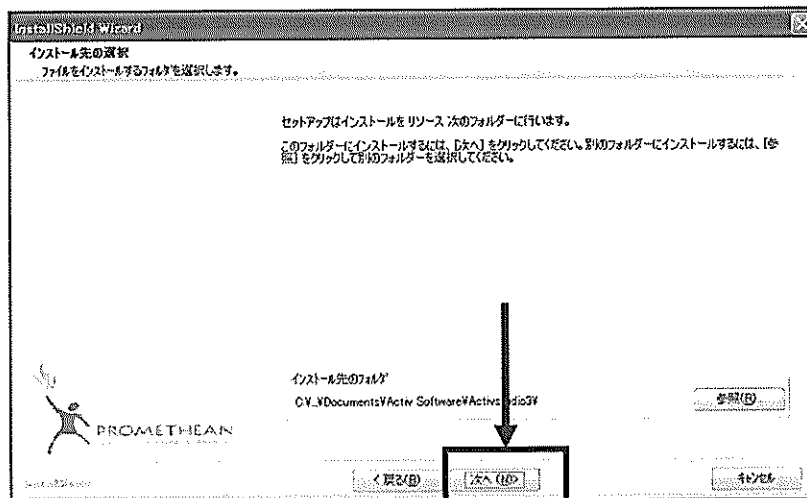 InstallShield Wizard
インストール先の選択
ファイルをインストールするフォルダを選択します。
セットアップはインストールを リソース 次のフォルダーに行います。
このフォルダーにインストールするには、[次へ] をクリックしてください。別のフォルダーにインストールするには、[参
照] をクリックして別のフォルダーを選択してください。
インストール先のフォルダ
C:¥..¥Documents¥Activ Software¥Activs dio3¥
参照(R)
PROMETHEAN
InstallShield
< 戻る(B)
次へ (N)>
キャンセル